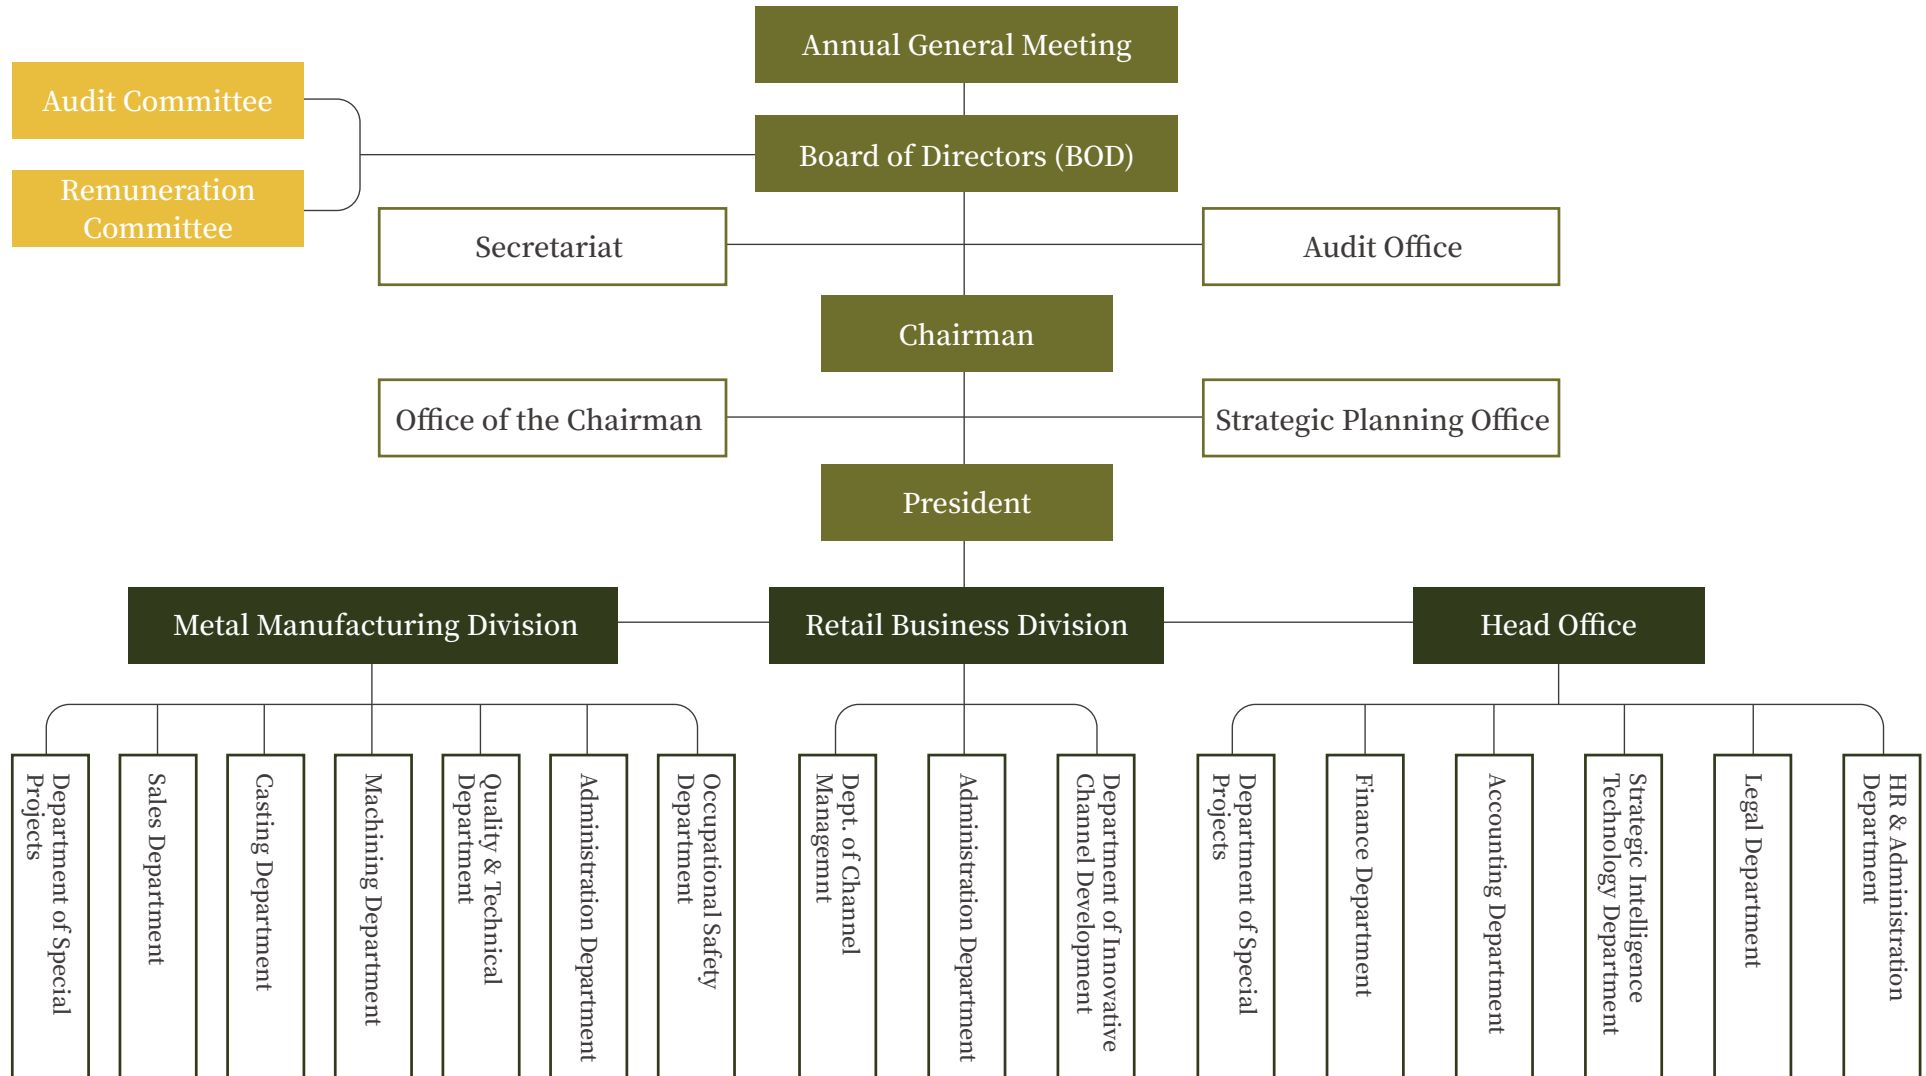 Annual General Meeting
Audit Committee
Board of Directors (BOD)
Remuneration
Committee
Secretariat
Audit Office
Chairman
Office of the Chairman
Strategic Planning Office
President
Metal Manufacturing Division
Retail Business Division
Head Office
Department of Special
Projects
Sales Department
Casting Department
Machining Department
Quality & Technical
Department
Administration Department
Occupational Safety
Department
Dept. of Channel
Managemnt
Administration Department
Department of Innovative
Channel Development
Department of Special
Projects
Finance Department
Accounting Department
Strategic Intelligence
Technology Department
Legal Department
HR & Administration
Department